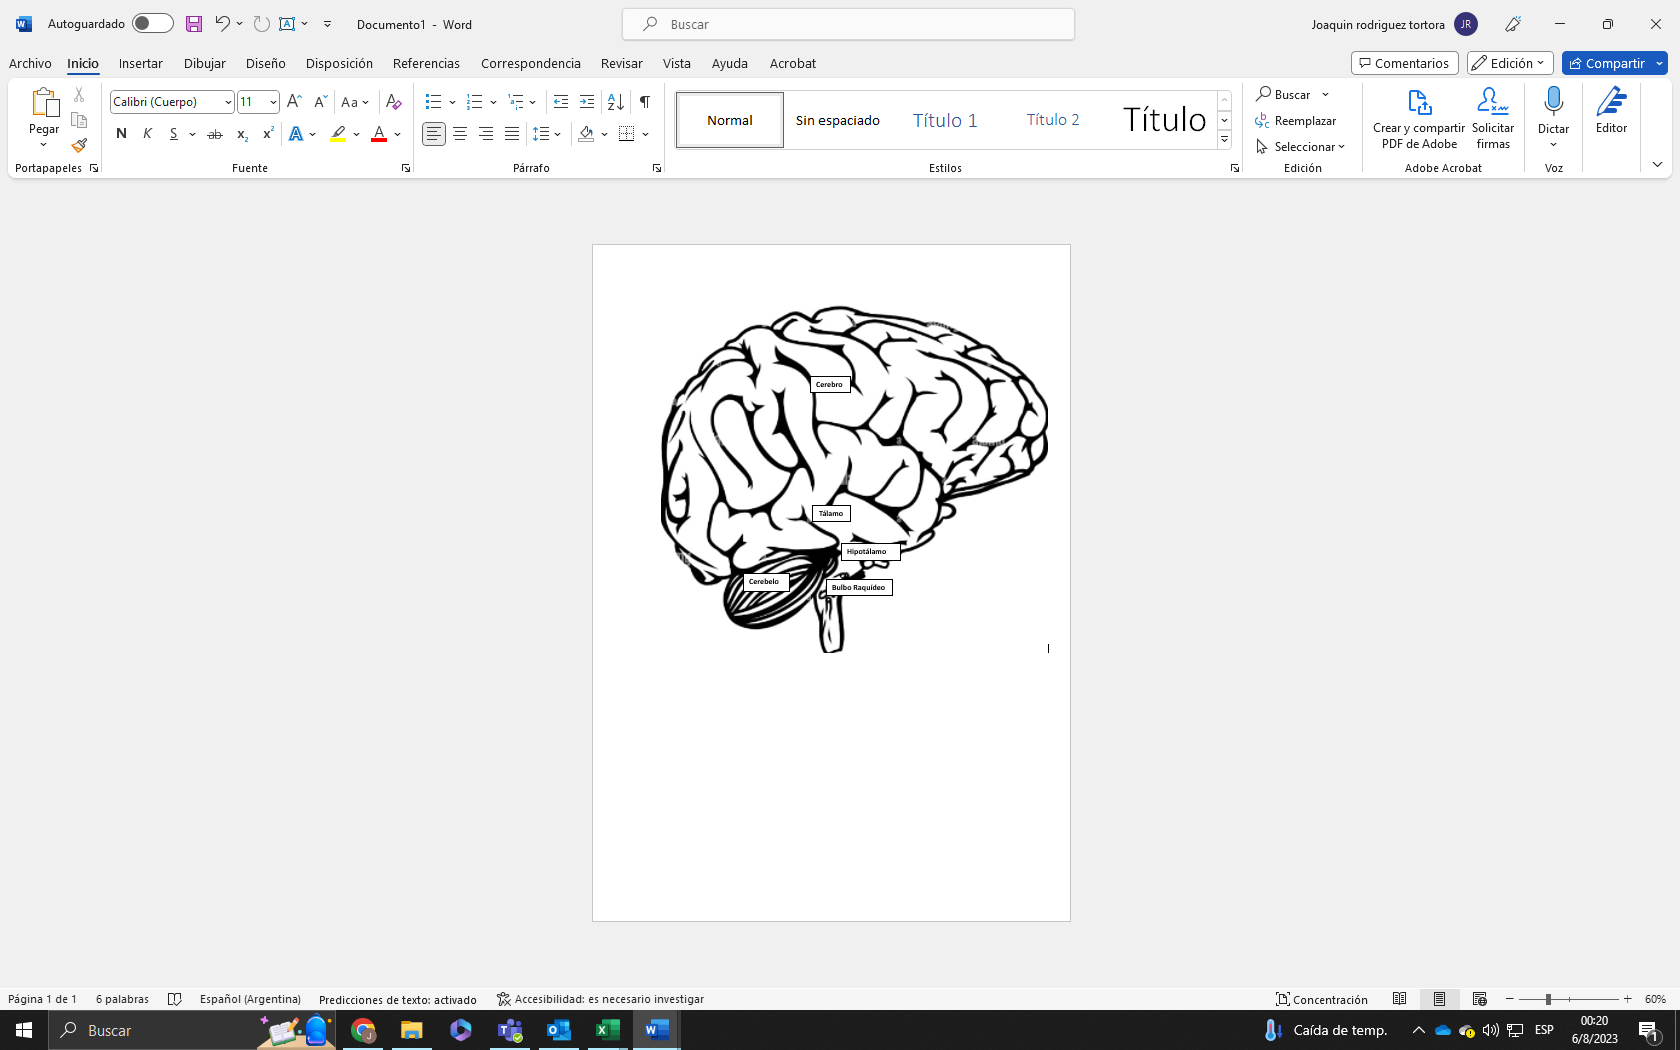 Autoguardado
Documento1 - Word
Buscar
Joaquin rodriguez tortora
JR
Archivo Inicio Insertar Dibujar Diseño Disposición Referencias Correspondencia Revisar Vista Ayuda Acrobat
Comentarios Edición Compartir
Pegar
Portapapeles
Calibri (Cuerpo) 11
Fuente
Párrafo
Normal Sin espaciado Título 1 Título 2 Título
Estilos
Buscar
Reemplazar
Seleccionar
Edición
Crear y compartir
PDF de Adobe
Solicitar
firmas
Adobe Acrobat
Dictar
Voz
Editor
Cerebro
Tálamo
Hipotálamo
Cerebelo
Bulbo Raquídeo
Página 1 de 1 6 palabras Español (Argentina) Predicciones de texto: activado Accesibilidad: es necesario investigar
Concentración 60%
Buscar
Caída de temp.
ESP
00:20
6/8/2023
1